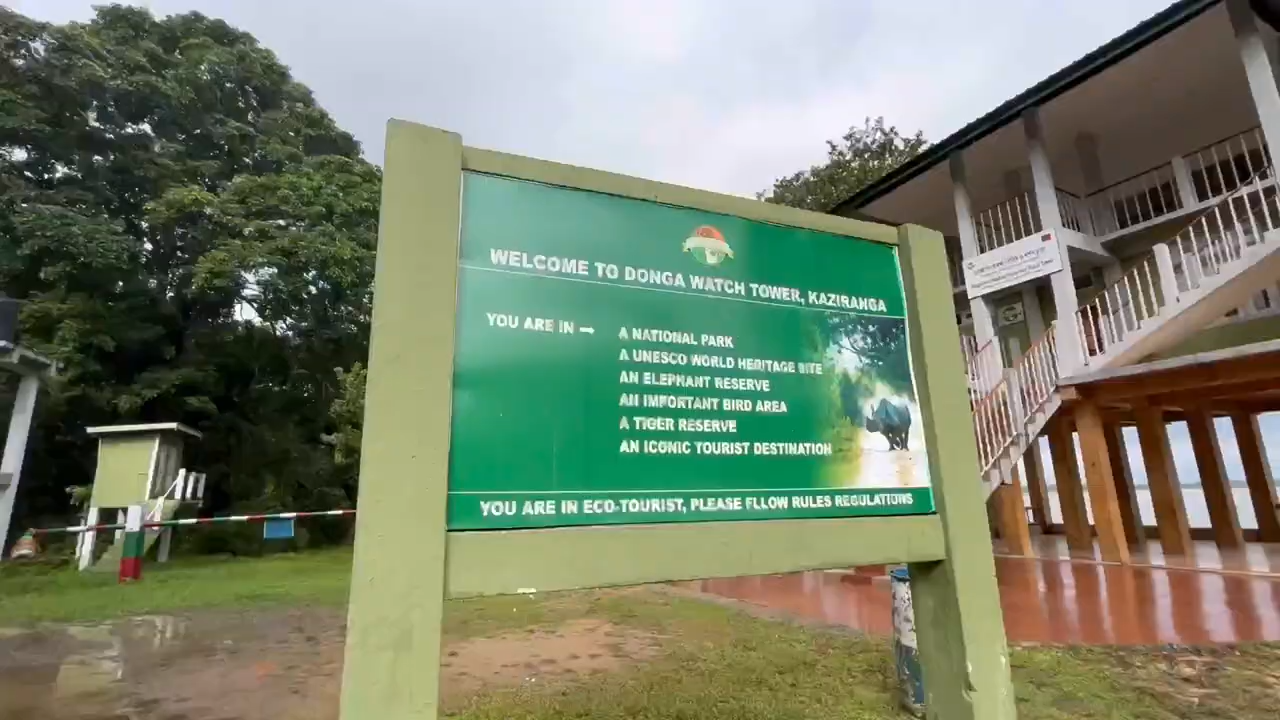 WELCOME TO DONGA WATCH TOWER, KAZIRANGA
YOU ARE IN
A NATIONAL PARK
A UNESCO WORLD HERITAGE SITE
AN ELEPHANT RESERVE
AN IMPORTANT BIRD AREA
A TIGER RESERVE
AN ICONIC TOURIST DESTINATION
YOU ARE IN ECO-TOURIST, PLEASE FLLOW RULES REGULATIONS